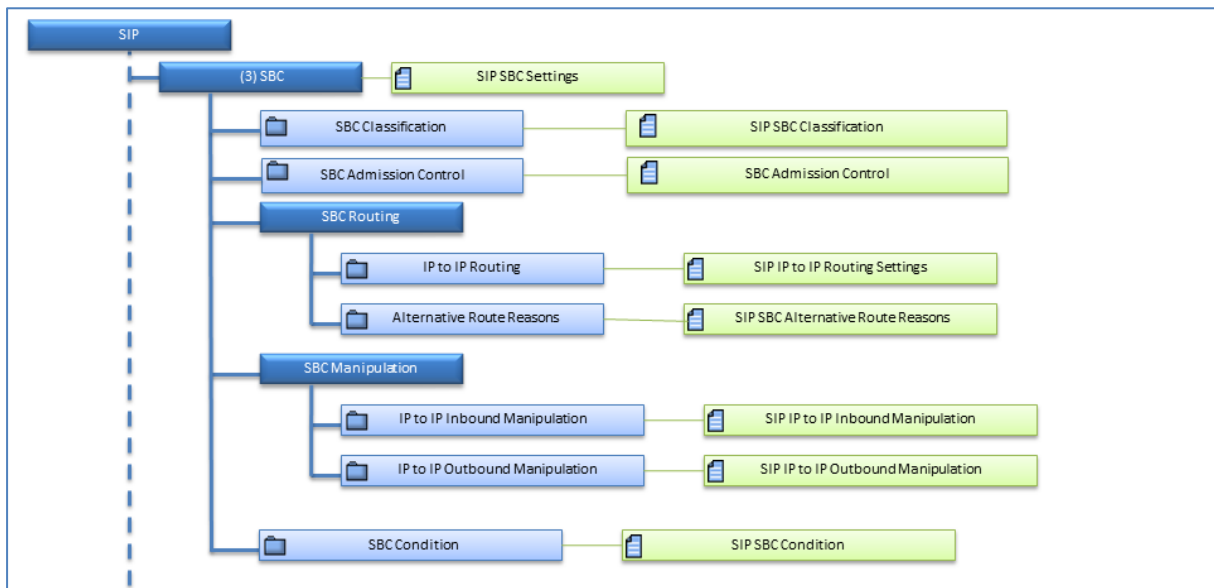 SIP
(3) SBC
SIP SBC Settings
SBC Classification
SIP SBC Classification
SBC Admission Control
SBC Admission Control
SBC Routing
IP to IP Routing
SIP IP to IP Routing Settings
Alternative Route Reasons
SIP SBC Alternative Route Reasons
SBC Manipulation
IP to IP Inbound Manipulation
SIP IP to IP Inbound Manipulation
IP to IP Outbound Manipulation
SIP IP to IP Outbound Manipulation
SBC Condition
SIP SBC Condition